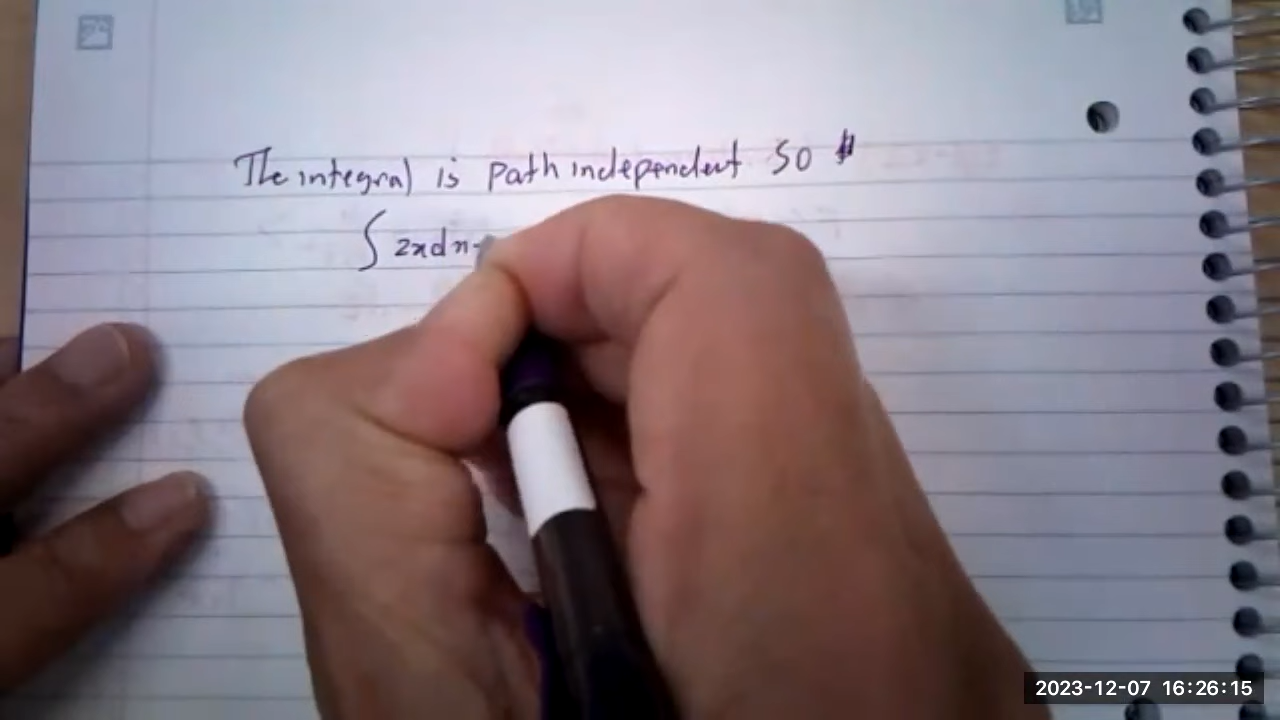 The integral is path independent so
∫ 2xdx
2023-12-07 16:26:15